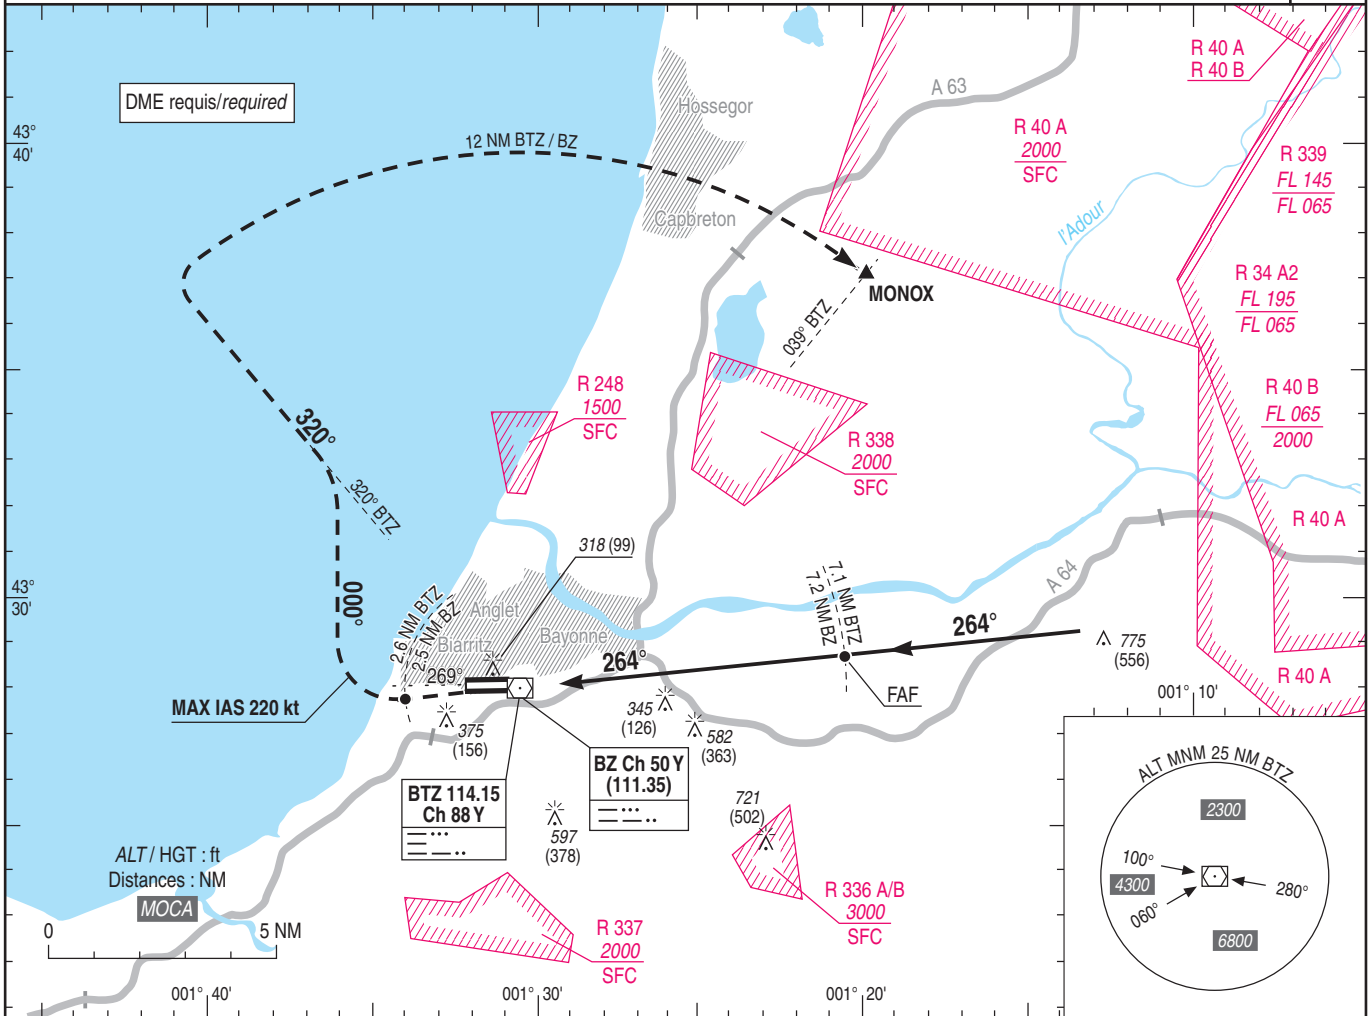 DME requis/required
43°
40'
12 NM BTZ / BZ
Hossegor
Capbreton
A 63
R 40 A
2000
SFC
R 40 A
R 40 B
R 339
FL 145
FL 065
l'Adour
R 34 A2
FL 195
FL 065
MONOX
039° BTZ
R 248
1500
SFC
R 338
2000
SFC
R 40 B
FL 065
2000
R 40 A
320°
320° BTZ
318 (99)
43°
30'
000°
2.6 NM BTZ
2.5 NM BZ
Anglet
Biarritz
Bayonne
7.1 NM BTZ
7.2 NM BZ
A 64
264°
264°
269°
775
(556)
FAF
R 40 A
001° 10'
MAX IAS 220 kt
375
(156)
345
(126)
582
(363)
BTZ 114.15
Ch 88 Y
BZ Ch 50 Y
(111.35)
721
(502)
597
(378)
ALT MNM 25 NM BTZ
2300
100°
4300
060°
280°
6800
ALT / HGT : ft
Distances : NM
MOCA
0
5 NM
R 337
2000
SFC
R 336 A/B
3000
SFC
001° 40'
001° 30'
001° 20'